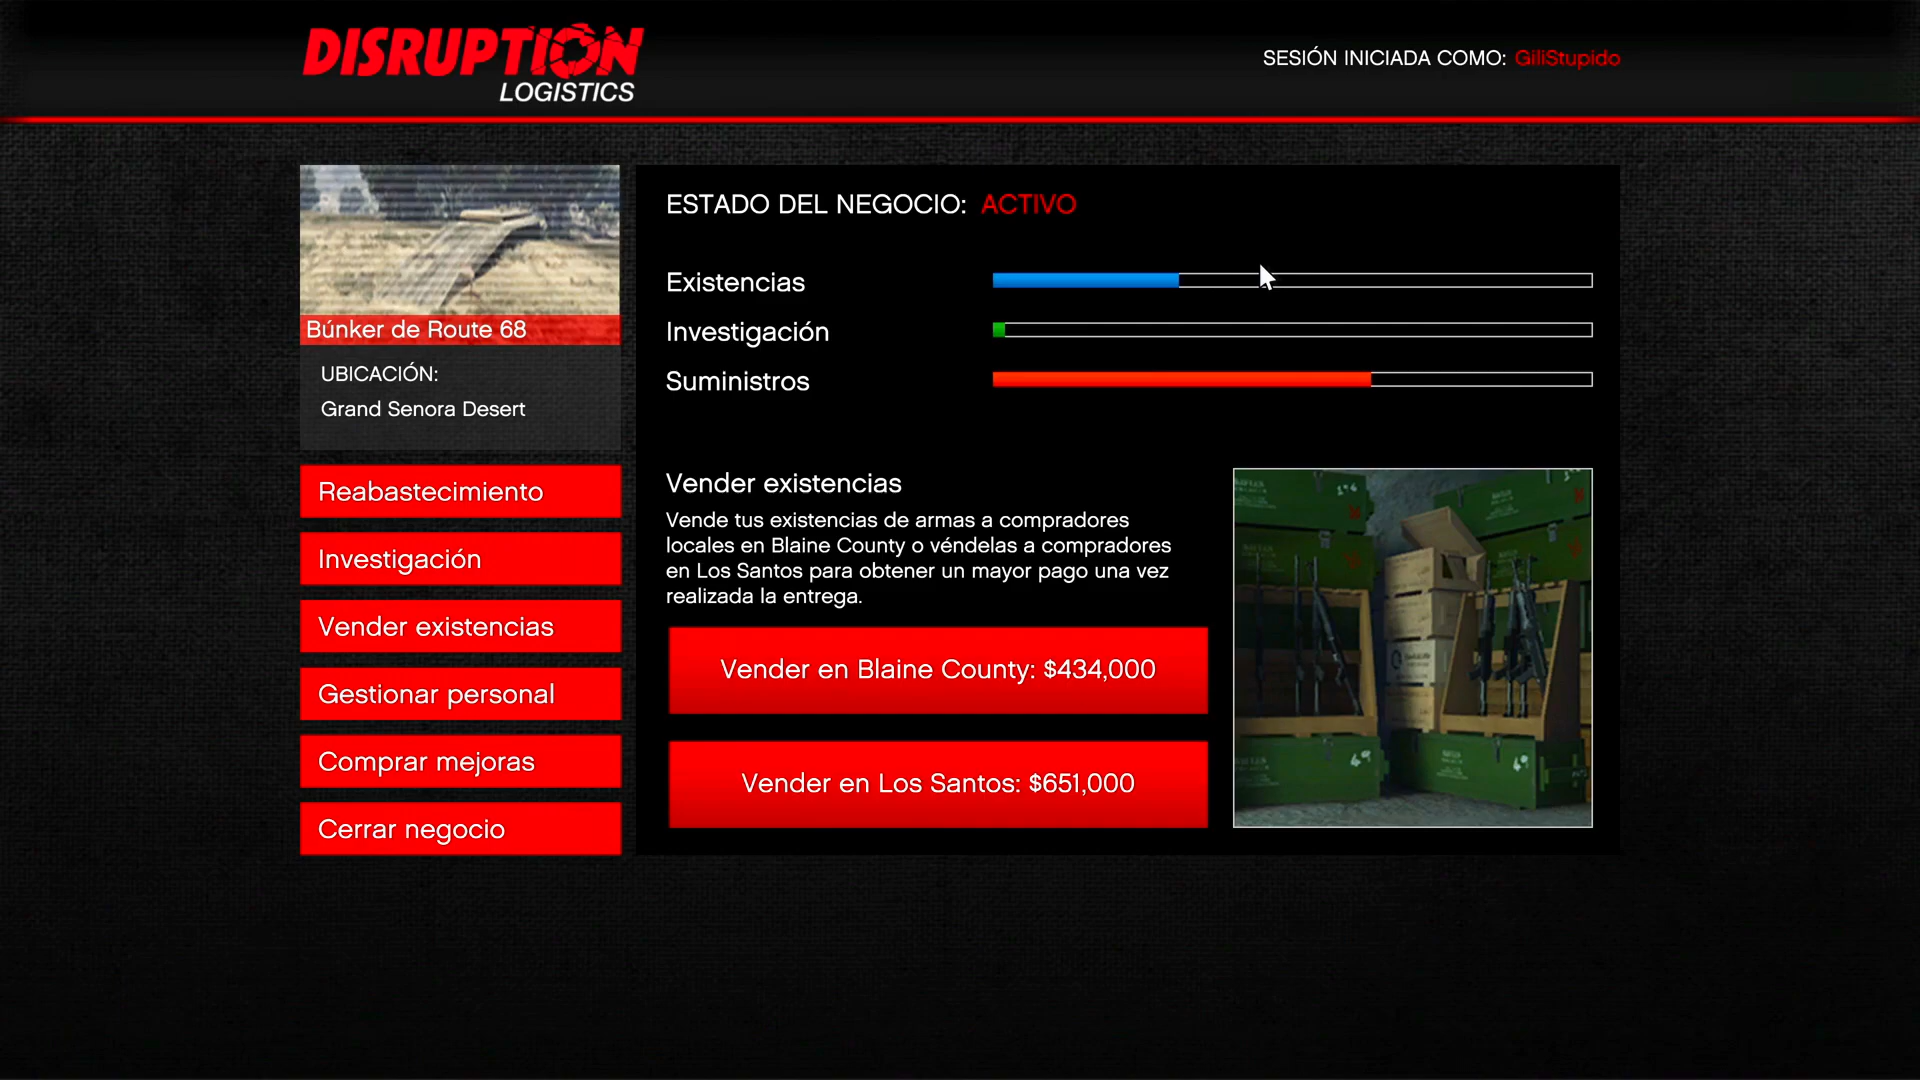 DISRUPTION
LOGISTICS
SESIÓN INICIADA COMO: GiliStupido
Búnker de Route 68
UBICACIÓN:
Grand Senora Desert
Reabastecimiento
Investigación
Vender existencias
Gestionar personal
Comprar mejoras
Cerrar negocio
ESTADO DEL NEGOCIO: ACTIVO
Existencias
Investigación
Suministros
Vender existencias
Vende tus existencias de armas a compradores
locales en Blaine County o véndelas a compradores
en Los Santos para obtener un mayor pago una vez
realizada la entrega.
Vender en Blaine County: $434,000
Vender en Los Santos: $651,000